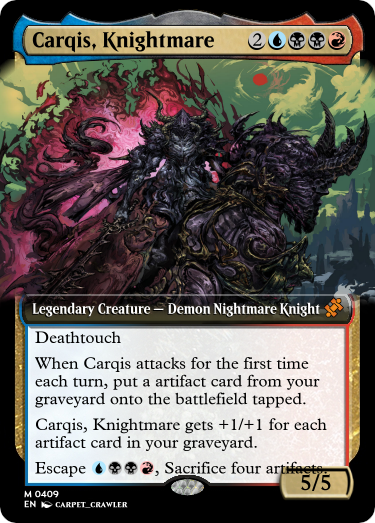 Carqis, Knightmare 2
Legendary Creature — Demon Nightmare Knight
Deathtouch
When Carqis attacks for the first time
each turn, put a artifact card from your
graveyard onto the battlefield tapped.
Carqis, Knightmare gets +1/+1 for each
artifact card in your graveyard.
Escape , Sacrifice four artifacts.
5/5
M 0409
EN CARPET_CRAWLER